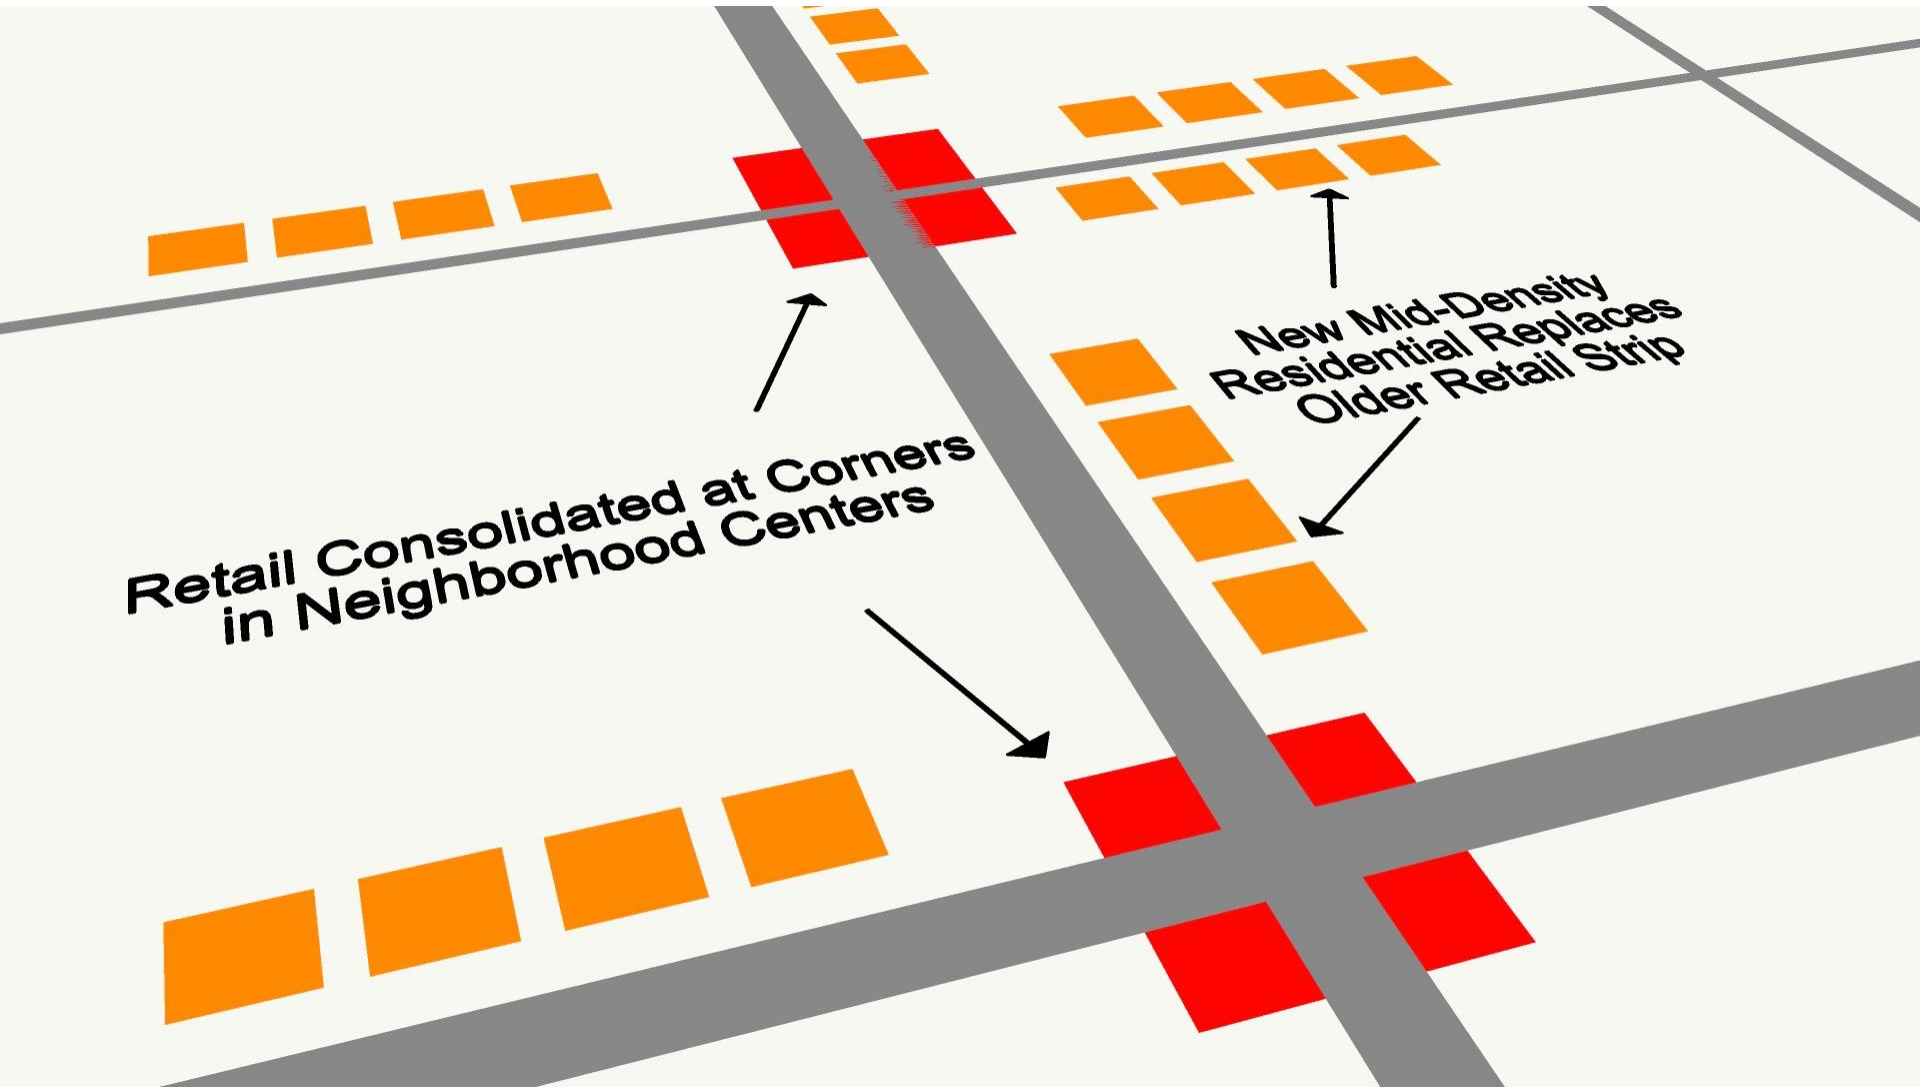 New Mid-Density
Residential Replaces
Older Retail Strip
Retail Consolidated at Corners
in Neighborhood Centers